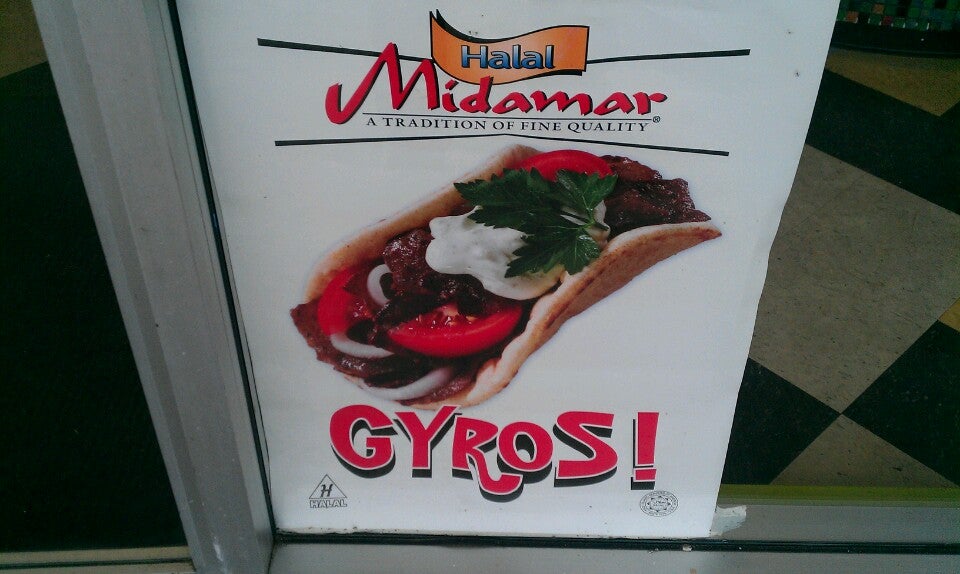 Halal
Midamar®
A TRADITION OF FINE QUALITY
GYROS!
H
HALAL